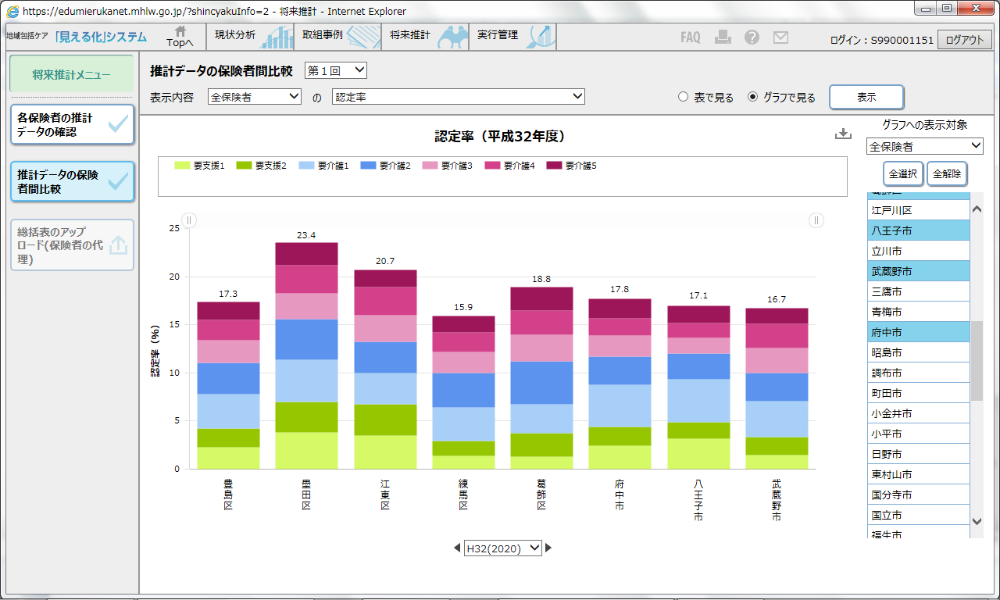 https://edumierukanet.mhlw.go.jp/?shincyakuInfo=2 - 将来推計 - Internet Explorer
地域包括ケア 「見える化」システム
Topへ
現状分析
取組事例
将来推計
実行管理
FAQ
ログイン：S990001151
ログアウト
将来推計メニュー
各保険者の推計
データの確認
推計データの保険
者間比較
総括表のアップ
ロード(保険者の代
理)
推計データの保険者間比較
第１回
表示内容
全保険者
の
認定率
表で見る
グラフで見る
表示
認定率（平成32年度）
要支援1
要支援2
要介護1
要介護2
要介護3
要介護4
要介護5
認定率（%）
25
20
15
10
5
0
17.3
23.4
20.7
15.9
18.8
17.8
17.1
16.7
豊島区
墨田区
江東区
練馬区
葛飾区
府中市
八王子市
武蔵野市
H32(2020)
グラフへの表示対象
全保険者
全選択
全解除
葛飾区
江戸川区
八王子市
立川市
武蔵野市
三鷹市
青梅市
府中市
昭島市
調布市
町田市
小金井市
小平市
日野市
東村山市
国分寺市
国立市
福生市